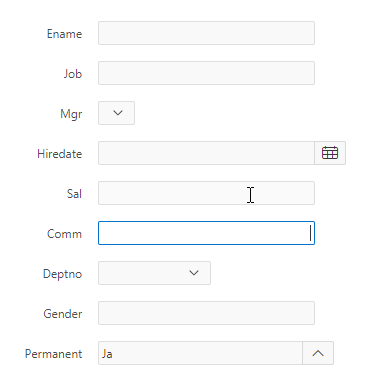 Ename
Job
Mgr
Hiredate
Sal
Comm
Deptno
Gender
Permanent Ja